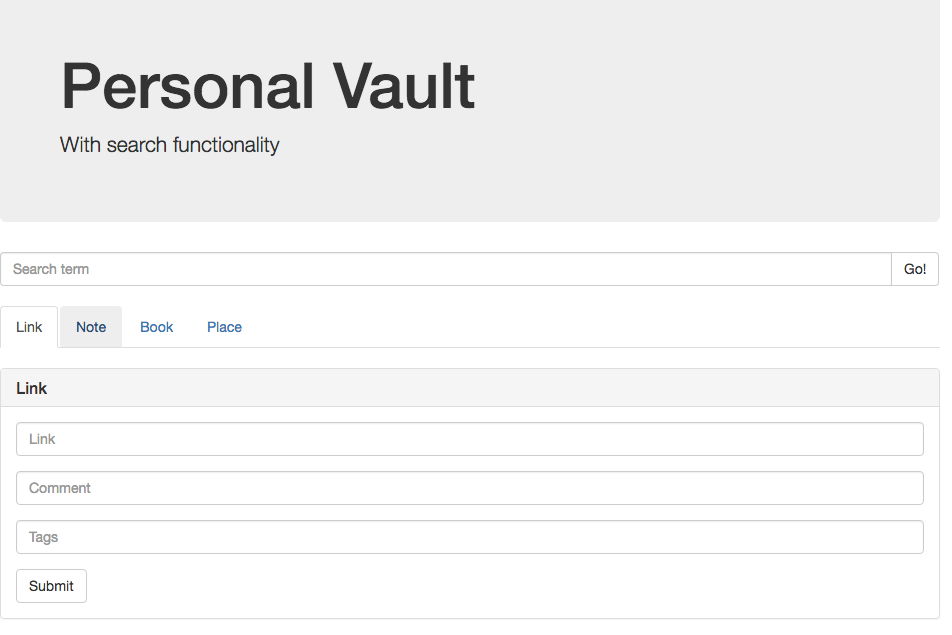 Personal Vault
With search functionality
Search term Go!
Link Note Book Place
Link
Link
Comment
Tags
Submit